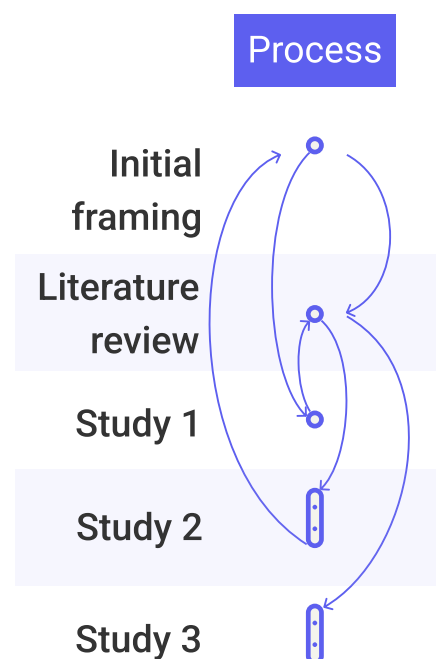 Process
Initial
framing
Literature
review
Study 1
Study 2
Study 3